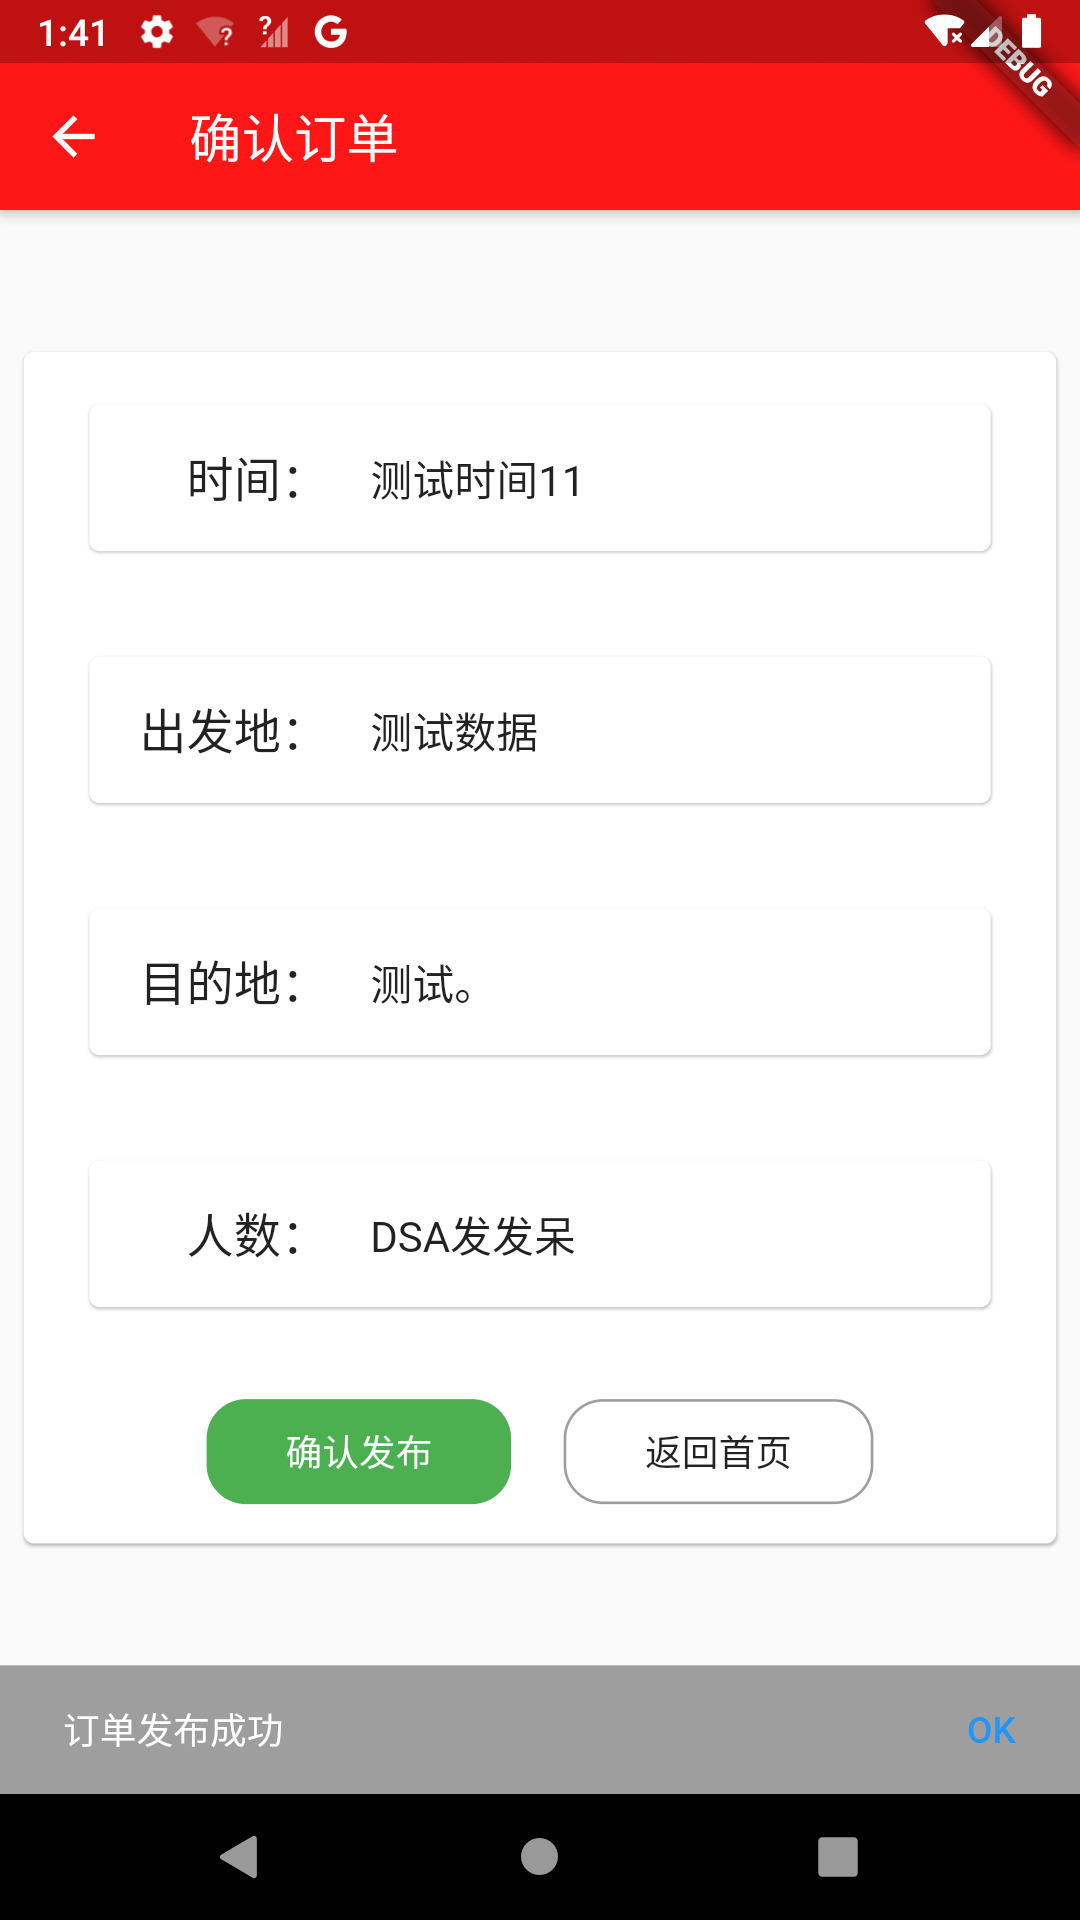 1:41
DEBUG
确认订单
时间： 测试时间11
出发地： 测试数据
目的地： 测试。
人数： DSA发发呆
确认发布 返回首页
订单发布成功 OK